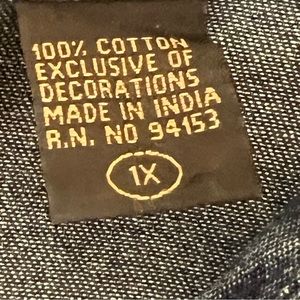 100% COTTON
EXCLUSIVE OF
DECORATIONS
MADE IN INDIA
R.N. NO 94153
1X